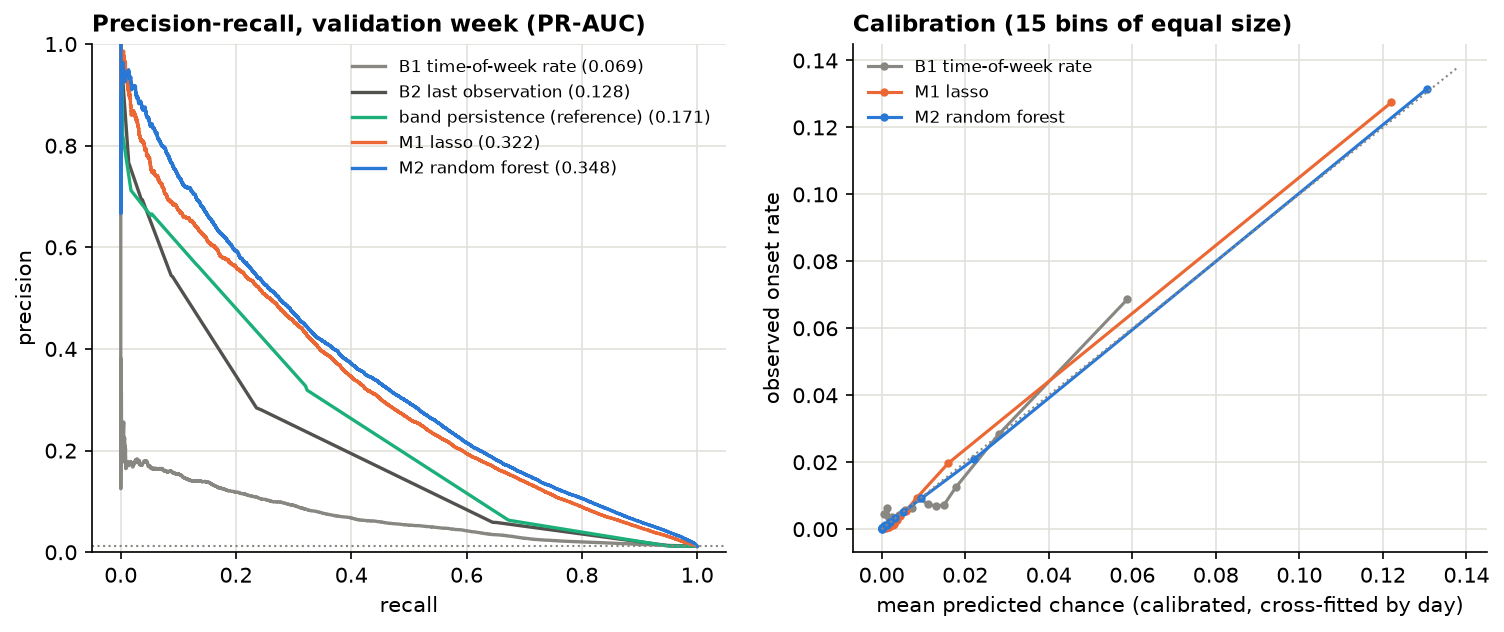 Precision-recall, validation week (PR-AUC)
1.0
0.8
0.6
0.4
0.2
0.0
precision
B1 time-of-week rate (0.069)
B2 last observation (0.128)
band persistence (reference) (0.171)
M1 lasso (0.322)
M2 random forest (0.348)
0.0 0.2 0.4 0.6 0.8 1.0
recall
Calibration (15 bins of equal size)
0.14
0.12
0.10
0.08
0.06
0.04
0.02
0.00
observed onset rate
B1 time-of-week rate
M1 lasso
M2 random forest
0.00 0.02 0.04 0.06 0.08 0.10 0.12 0.14
mean predicted chance (calibrated, cross-fitted by day)